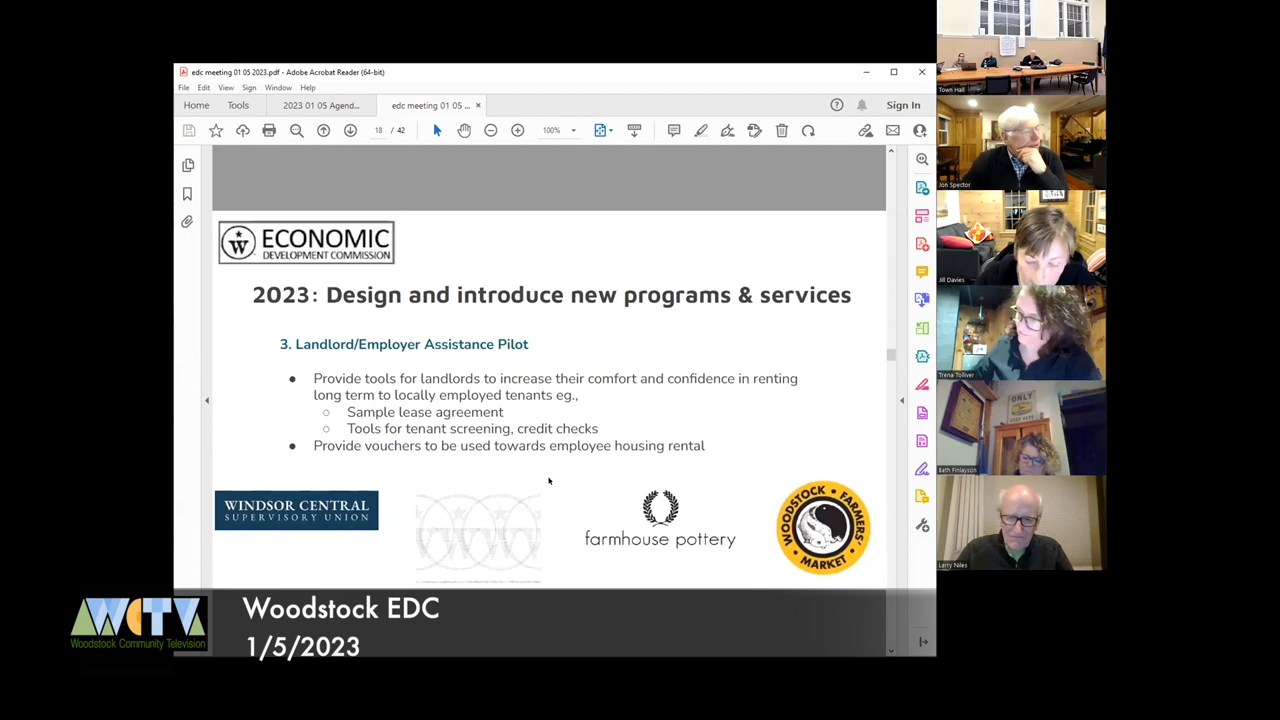 edc meeting 01 05 2023.pdf - Adobe Acrobat Reader (64-bit)
File Edit View Sign Window Help
Home Tools 2023 01 05 Agend... edc meeting 01 05 ... × Sign In
18 / 42 100%
W ECONOMIC
DEVELOPMENT COMMISSION
2023: Design and introduce new programs & services
3. Landlord/Employer Assistance Pilot
● Provide tools for landlords to increase their comfort and confidence in renting
long term to locally employed tenants eg.,
○ Sample lease agreement
○ Tools for tenant screening, credit checks
● Provide vouchers to be used towards employee housing rental
WINDSOR CENTRAL
SUPERVISORY UNION
farmhouse pottery
WOODSTOCK FARMERS'
MARKET
WCTV
Woodstock Community Television
Woodstock EDC
1/5/2023
Town Hall
Jon Spector
Jill Davies
Trena Tolliver
ONLY
Beth Finlayson
Larry Niles